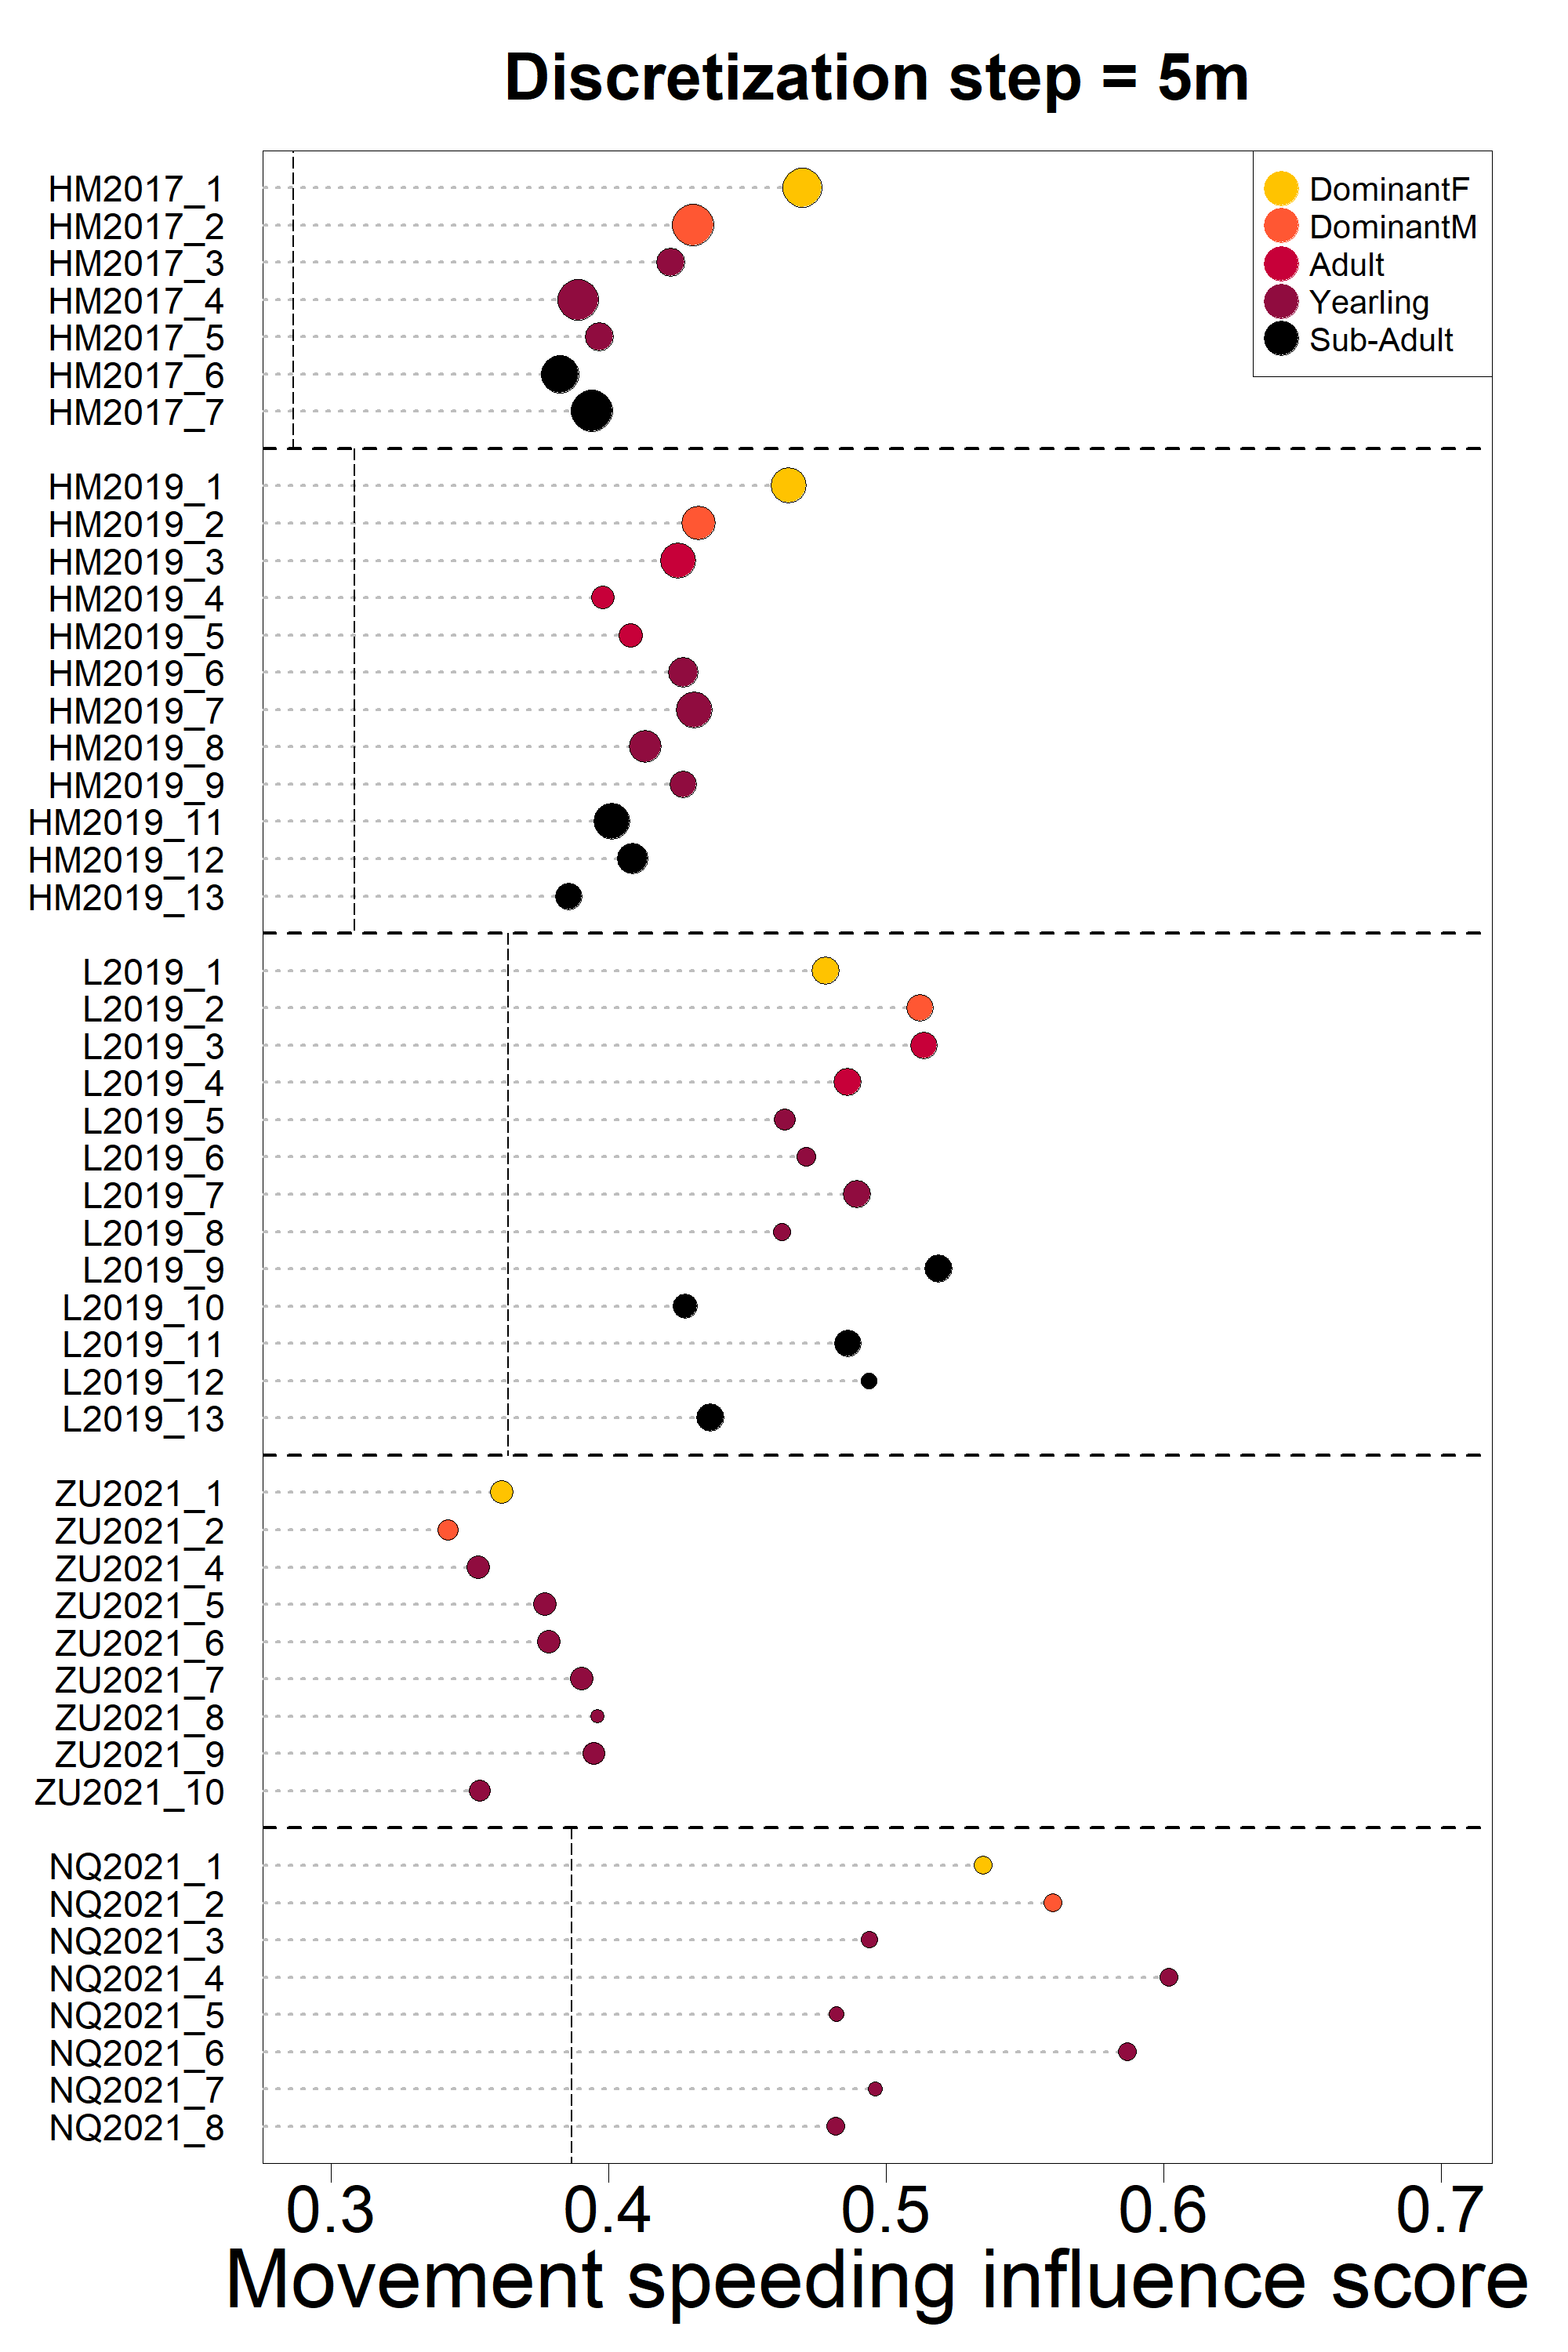 Discretization step = 5m
HM2017_1
HM2017_2
HM2017_3
HM2017_4
HM2017_5
HM2017_6
HM2017_7
DominantF
DominantM
Adult
Yearling
Sub-Adult
HM2019_1
HM2019_2
HM2019_3
HM2019_4
HM2019_5
HM2019_6
HM2019_7
HM2019_8
HM2019_9
HM2019_11
HM2019_12
HM2019_13
L2019_1
L2019_2
L2019_3
L2019_4
L2019_5
L2019_6
L2019_7
L2019_8
L2019_9
L2019_10
L2019_11
L2019_12
L2019_13
ZU2021_1
ZU2021_2
ZU2021_4
ZU2021_5
ZU2021_6
ZU2021_7
ZU2021_8
ZU2021_9
ZU2021_10
NQ2021_1
NQ2021_2
NQ2021_3
NQ2021_4
NQ2021_5
NQ2021_6
NQ2021_7
NQ2021_8
0.3 0.4 0.5 0.6 0.7
Movement speeding influence score